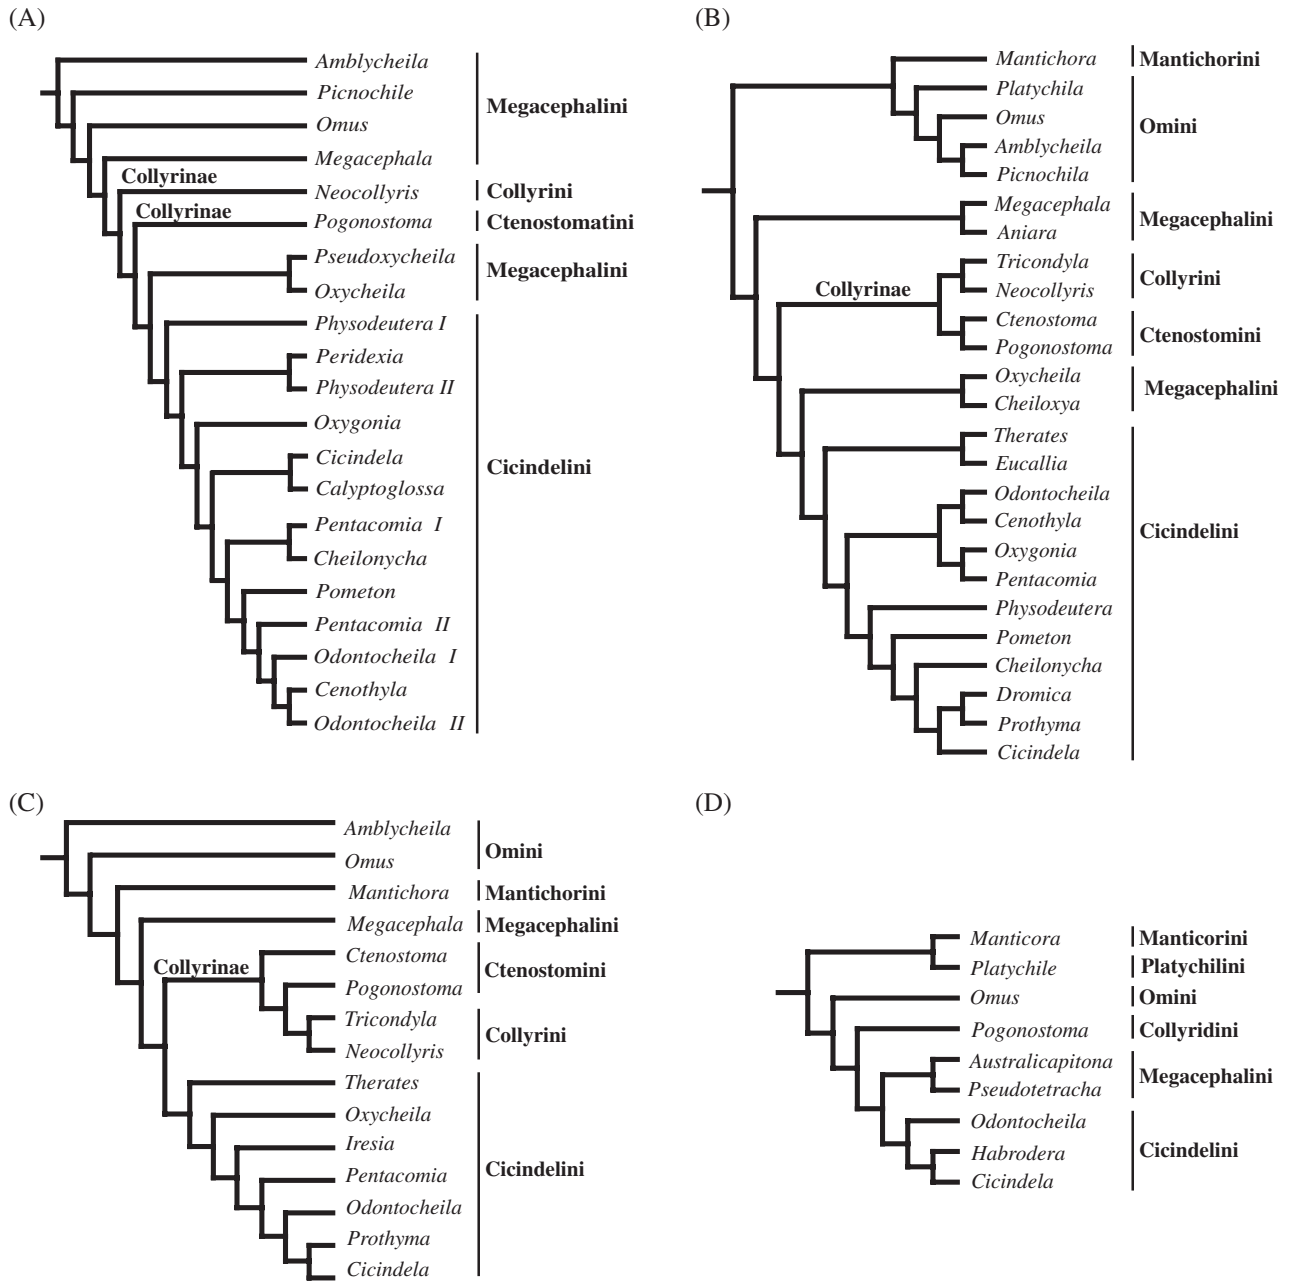 (A)
Amblycheila
Picnochile
Omus
Megacephala
Megacephalini
Collyrinae
Neocollyris
Collyrini
Collyrinae
Pogonostoma
Ctenostomatini
Pseudoxycheila
Oxycheila
Megacephalini
Physodeutera I
Peridexia
Physodeutera II
Oxygonia
Cicindela
Calyptoglossa
Pentacomia I
Cheilonycha
Pometon
Pentacomia II
Odontocheila I
Cenothyla
Odontocheila II
Cicindelini
(B)
Mantichora
Mantichorini
Platychila
Omus
Amblycheila
Picnochila
Omini
Megacephala
Aniara
Megacephalini
Collyrinae
Tricondyla
Neocollyris
Collyrini
Ctenostoma
Pogonostoma
Ctenostomini
Oxycheila
Cheiloxya
Megacephalini
Therates
Eucallia
Odontocheila
Cenothyla
Oxygonia
Pentacomia
Physodeutera
Pometon
Cheilonycha
Dromica
Prothyma
Cicindela
Cicindelini
(C)
Amblycheila
Omus
Omini
Mantichora
Mantichorini
Megacephala
Megacephalini
Collyrinae
Ctenostoma
Pogonostoma
Ctenostomini
Tricondyla
Neocollyris
Collyrini
Therates
Oxycheila
Iresia
Pentacomia
Odontocheila
Prothyma
Cicindela
Cicindelini
(D)
Manticora
Manticorini
Platychile
Platychilini
Omus
Omini
Pogonostoma
Collyridini
Australicapitona
Pseudotetracha
Megacephalini
Odontocheila
Habrodera
Cicindela
Cicindelini